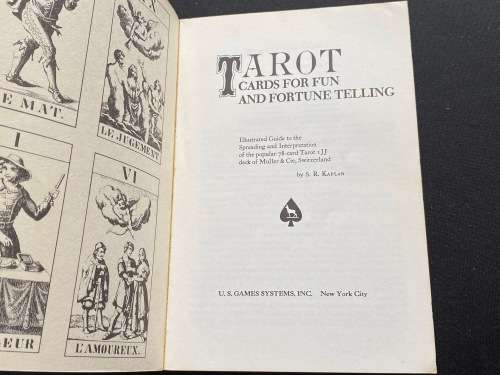 E MAT.
LE JUGEMENT
I
VI
EUR
L'AMOUREUX.
TAROT
CARDS FOR FUN
AND FORTUNE TELLING
Illustrated Guide to the
Spreading and Interpretation
of the popular 78-card Tarot 1 JJ
deck of Muller & Cie, Switzerland
by S. R. KAPLAN
U. S. GAMES SYSTEMS, INC. New York City